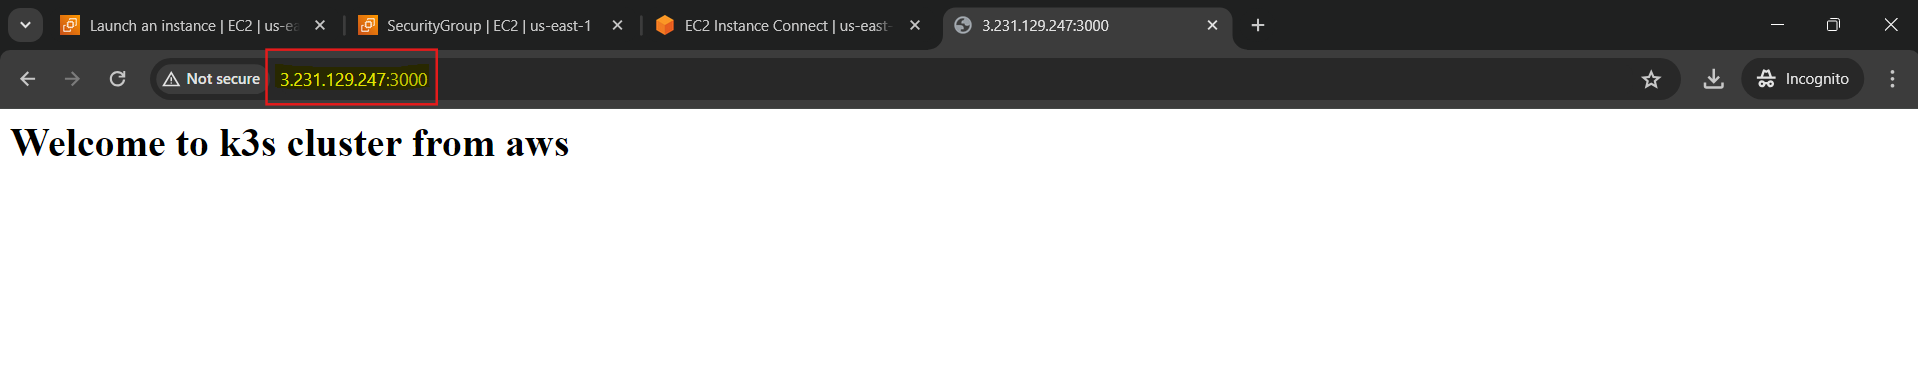 Launch an instance | EC2 | us-ea
SecurityGroup | EC2 | us-east-1
EC2 Instance Connect | us-east-
3.231.129.247:3000
Not secure
3.231.129.247:3000
Incognito
Welcome to k3s cluster from aws